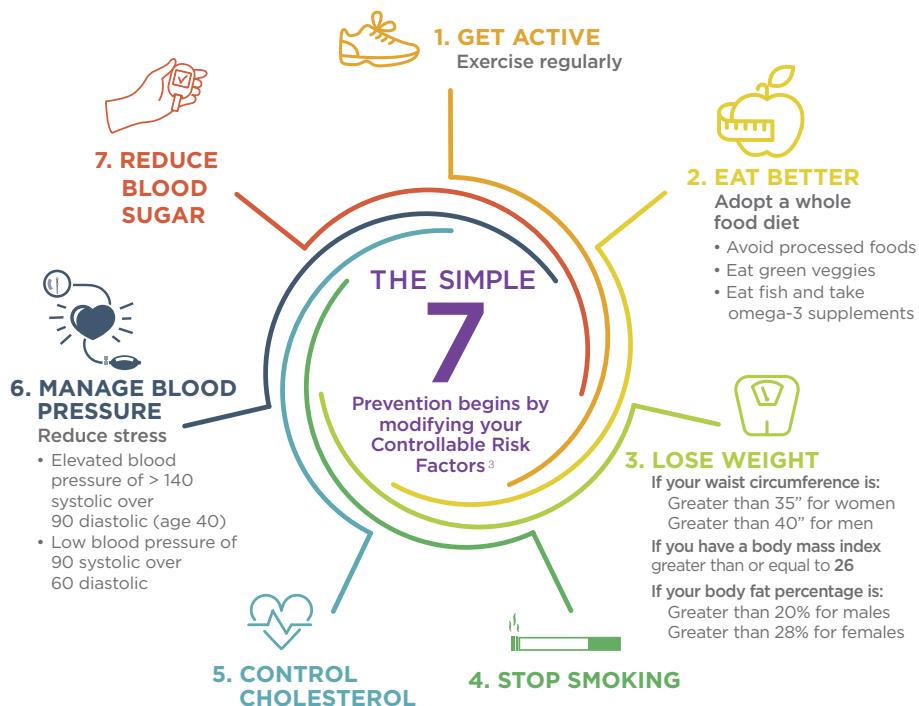 THE SIMPLE
7
Prevention begins by
modifying your
Controllable Risk
Factors 3
1. GET ACTIVE
Exercise regularly
2. EAT BETTER
Adopt a whole
food diet
• Avoid processed foods
• Eat green veggies
• Eat fish and take
omega-3 supplements
3. LOSE WEIGHT
If your waist circumference is:
Greater than 35” for women
Greater than 40” for men
If you have a body mass index
greater than or equal to 26
If your body fat percentage is:
Greater than 20% for males
Greater than 28% for females
4. STOP SMOKING
5. CONTROL
CHOLESTEROL
6. MANAGE BLOOD
PRESSURE
Reduce stress
• Elevated blood
pressure of > 140
systolic over
90 diastolic (age 40)
• Low blood pressure of
90 systolic over
60 diastolic
7. REDUCE
BLOOD
SUGAR